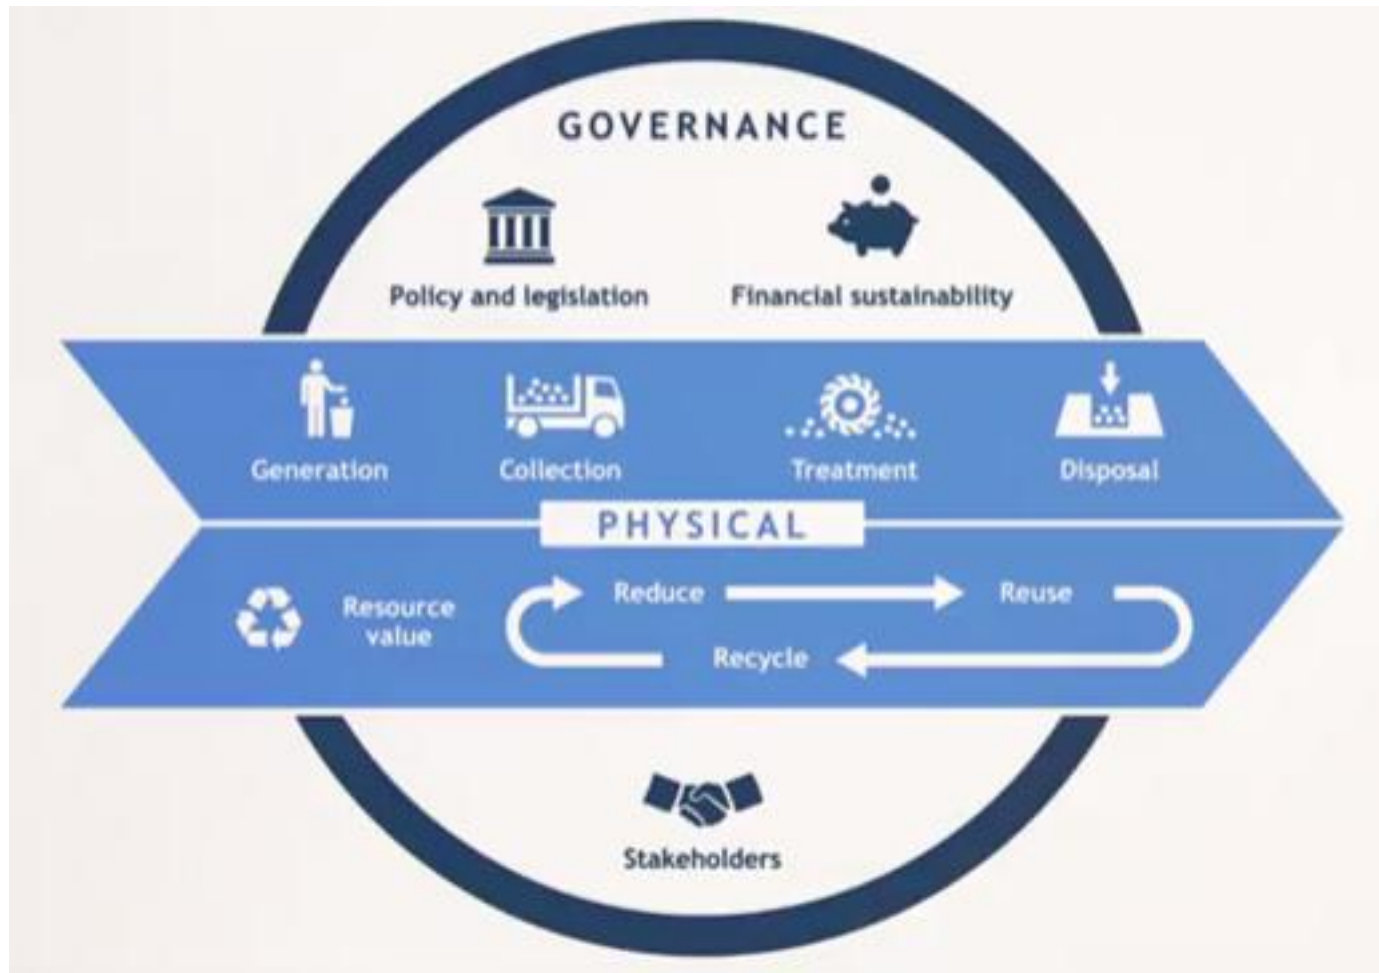 GOVERNANCE
Policy and legislation
Financial sustainability
Generation
Collection
Treatment
Disposal
PHYSICAL
Resource
value
Reduce
Reuse
Recycle
Stakeholders